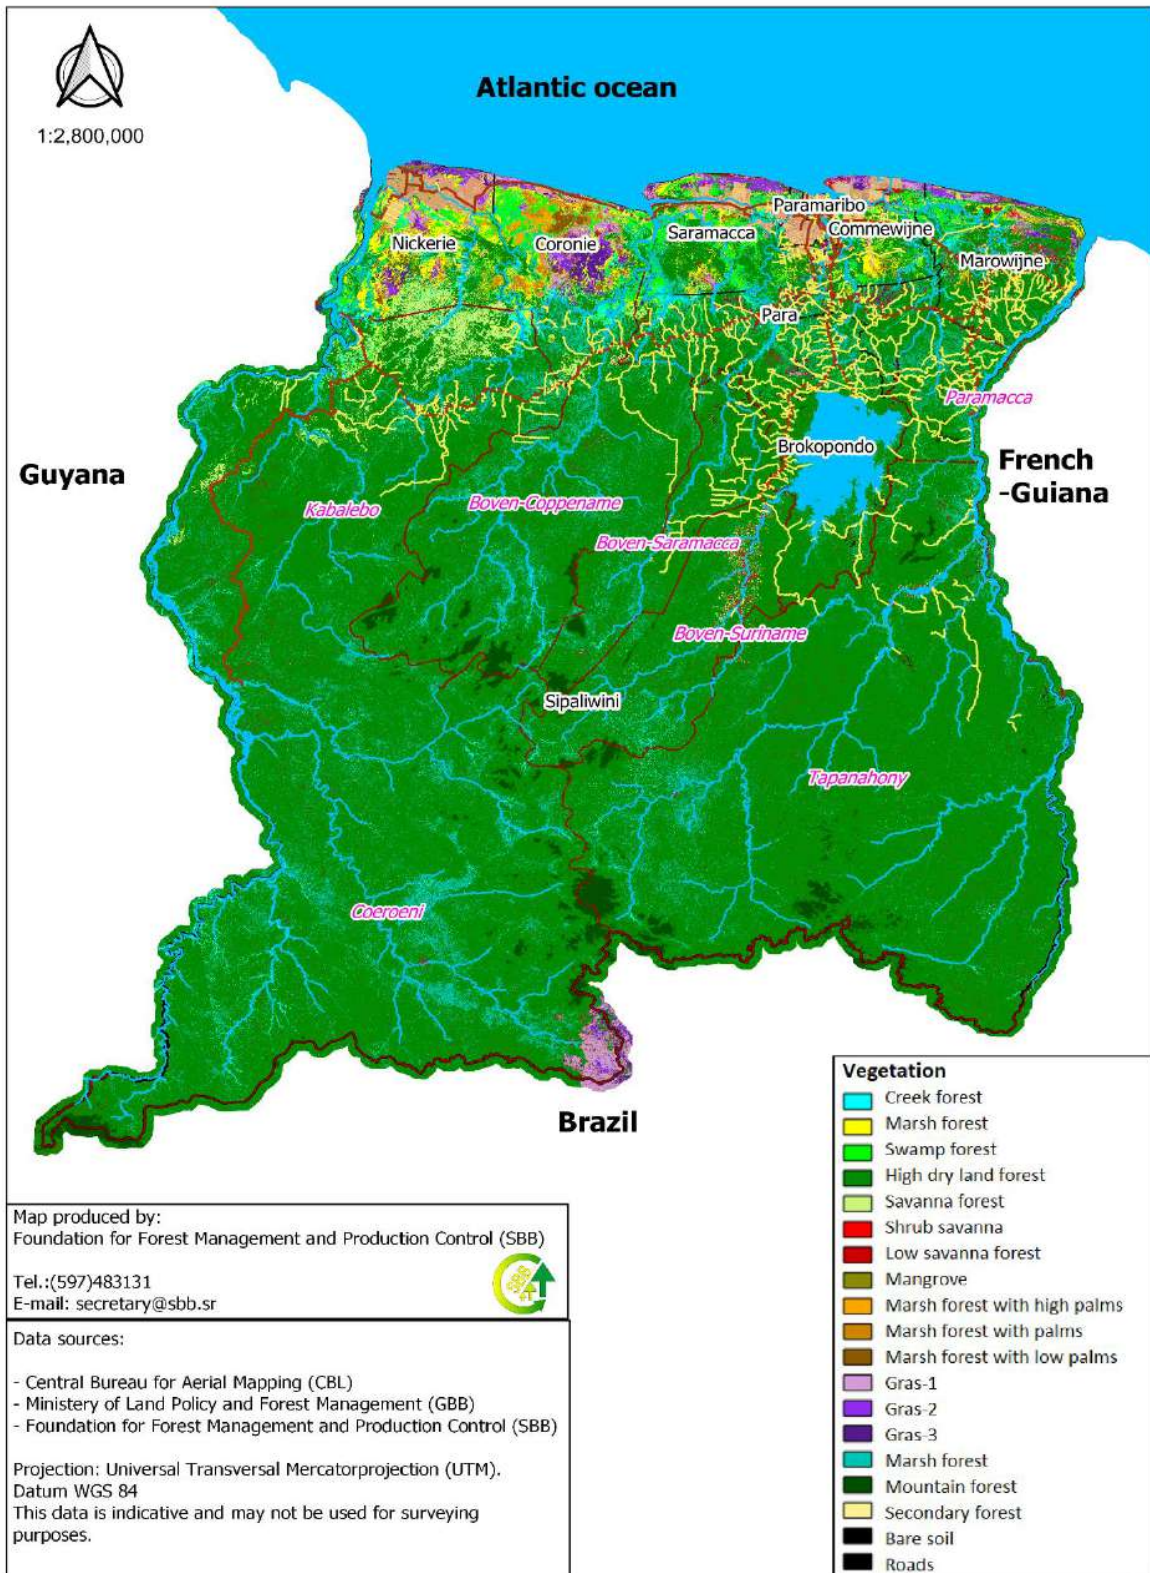 Atlantic ocean
1:2,800,000
Paramaribo
Nickerie
Coronie
Saramacca
Commewijne
Marowijne
Para
Paramacca
Brokopondo
Guyana
French
-Guiana
Kabalebo
Boven-Coppename
Boven-Saramacca
Boven-Suriname
Sipaliwini
Tapanahony
Coeroeni
Brazil
Vegetation
Creek forest
Marsh forest
Swamp forest
High dry land forest
Savanna forest
Shrub savanna
Low savanna forest
Mangrove
Marsh forest with high palms
Marsh forest with palms
Marsh forest with low palms
Gras-1
Gras-2
Gras-3
Marsh forest
Mountain forest
Secondary forest
Bare soil
Roads
Map produced by:
Foundation for Forest Management and Production Control (SBB)
Tel.:(597)483131
E-mail: secretary@sbb.sr
SBB
Data sources:
- Central Bureau for Aerial Mapping (CBL)
- Ministery of Land Policy and Forest Management (GBB)
- Foundation for Forest Management and Production Control (SBB)
Projection: Universal Transversal Mercatorprojection (UTM).
Datum WGS 84
This data is indicative and may not be used for surveying
purposes.